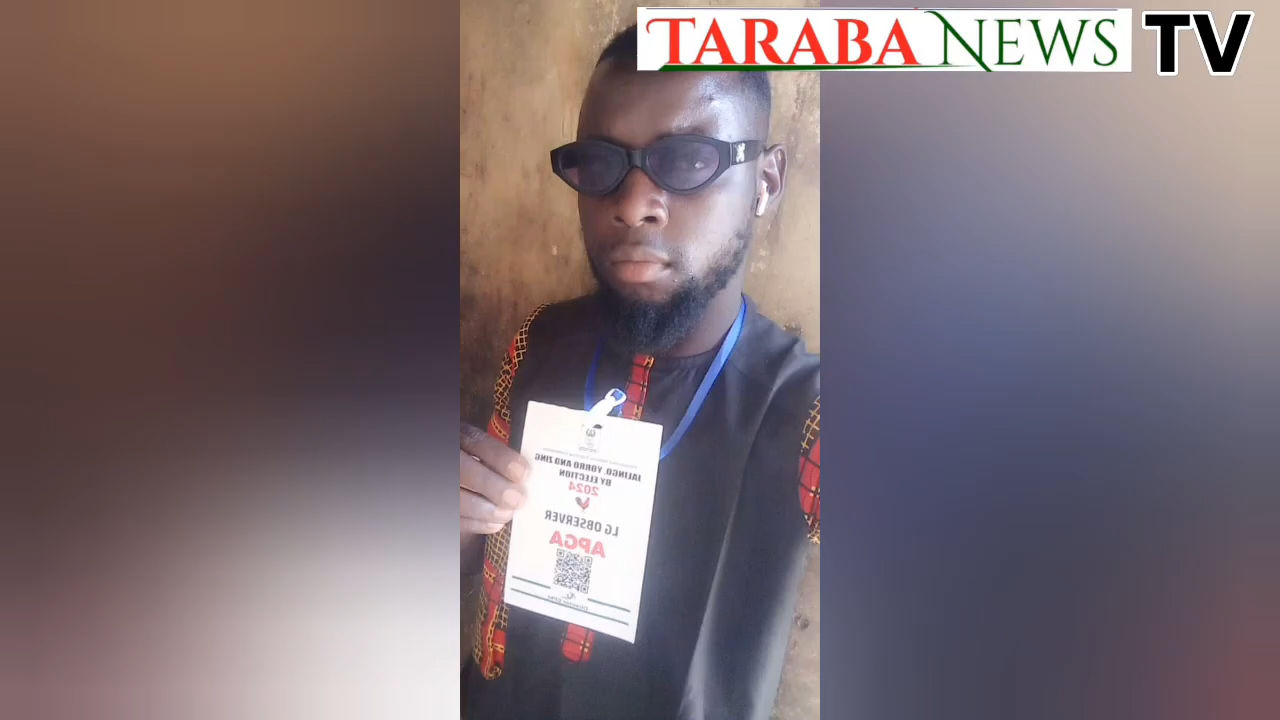 TARABA NEWS TV
JALINGO, YORRO AND ZING
BY ELECTION
2024
LG OBSERVER
APGA